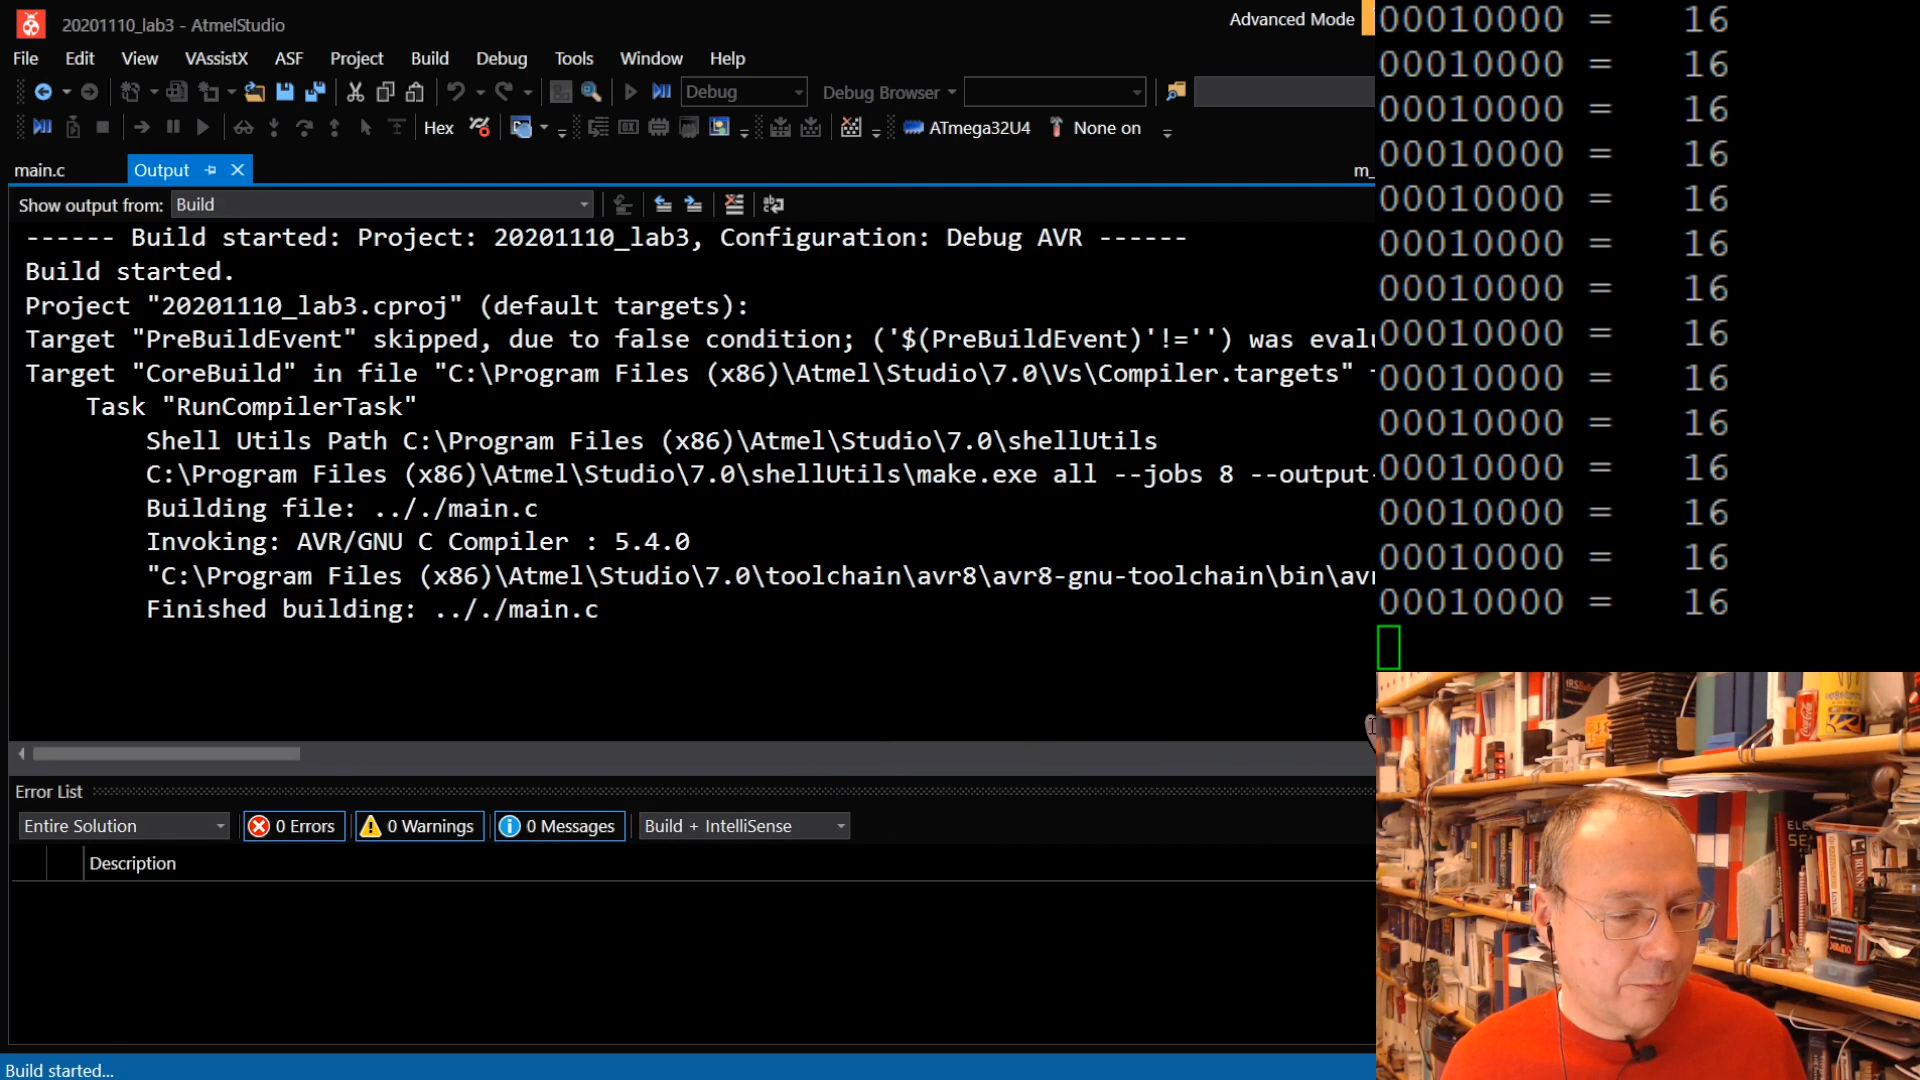 20201110_lab3 - AtmelStudio
Advanced Mode
File Edit View VAssistX ASF Project Build Debug Tools Window Help
Debug Debug Browser
Hex ATmega32U4 None on
main.c Output m_
Show output from: Build
------ Build started: Project: 20201110_lab3, Configuration: Debug AVR ------
Build started.
Project "20201110_lab3.cproj" (default targets):
Target "PreBuildEvent" skipped, due to false condition; ('$(PreBuildEvent)'!='') was evalu
Target "CoreBuild" in file "C:\Program Files (x86)\Atmel\Studio\7.0\Vs\Compiler.targets"
Task "RunCompilerTask"
Shell Utils Path C:\Program Files (x86)\Atmel\Studio\7.0\shellUtils
C:\Program Files (x86)\Atmel\Studio\7.0\shellUtils\make.exe all --jobs 8 --output-
Building file: .././main.c
Invoking: AVR/GNU C Compiler : 5.4.0
"C:\Program Files (x86)\Atmel\Studio\7.0\toolchain\avr8\avr8-gnu-toolchain\bin\avr
Finished building: .././main.c
Error List
Entire Solution 0 Errors 0 Warnings 0 Messages Build + IntelliSense
Description
Build started...
00010000 = 16
00010000 = 16
00010000 = 16
00010000 = 16
00010000 = 16
00010000 = 16
00010000 = 16
00010000 = 16
00010000 = 16
00010000 = 16
00010000 = 16
00010000 = 16
00010000 = 16
00010000 = 16
Coca-Cola